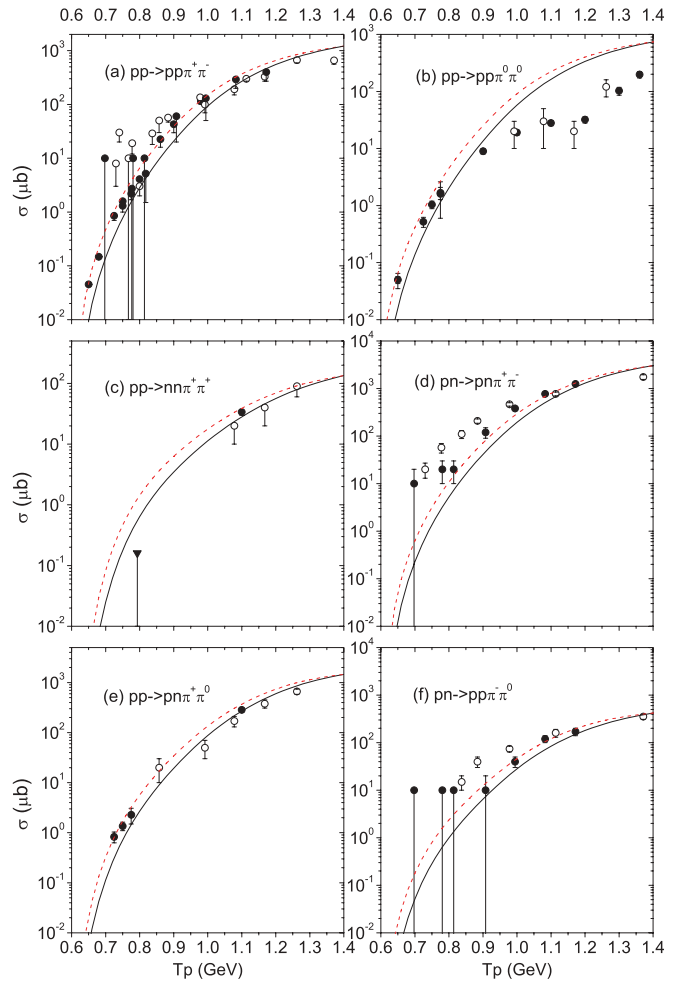 0.6 0.7 0.8 0.9 1.0 1.1 1.2 1.3 1.4 0.6 0.7 0.8 0.9 1.0 1.1 1.2 1.3 1.4
10³ 10² 10¹ 10⁰ 10⁻¹ 10⁻²
σ (μb)
(a) pp->ppπ⁺π⁻
10³ 10² 10¹ 10⁰ 10⁻¹ 10⁻²
(b) pp->ppπ⁰π⁰
10² 10¹ 10⁰ 10⁻¹ 10⁻²
σ (μb)
(c) pp->nnπ⁺π⁺
10⁴ 10³ 10² 10¹ 10⁰ 10⁻¹ 10⁻²
(d) pn->pnπ⁺π⁻
10³ 10² 10¹ 10⁰ 10⁻¹ 10⁻²
σ (μb)
(e) pp->pnπ⁺π⁰
10⁴ 10³ 10² 10¹ 10⁰ 10⁻¹ 10⁻²
(f) pn->ppπ⁻π⁰
0.6 0.7 0.8 0.9 1.0 1.1 1.2 1.3 1.4 0.6 0.7 0.8 0.9 1.0 1.1 1.2 1.3 1.4
Tp (GeV) Tp (GeV)